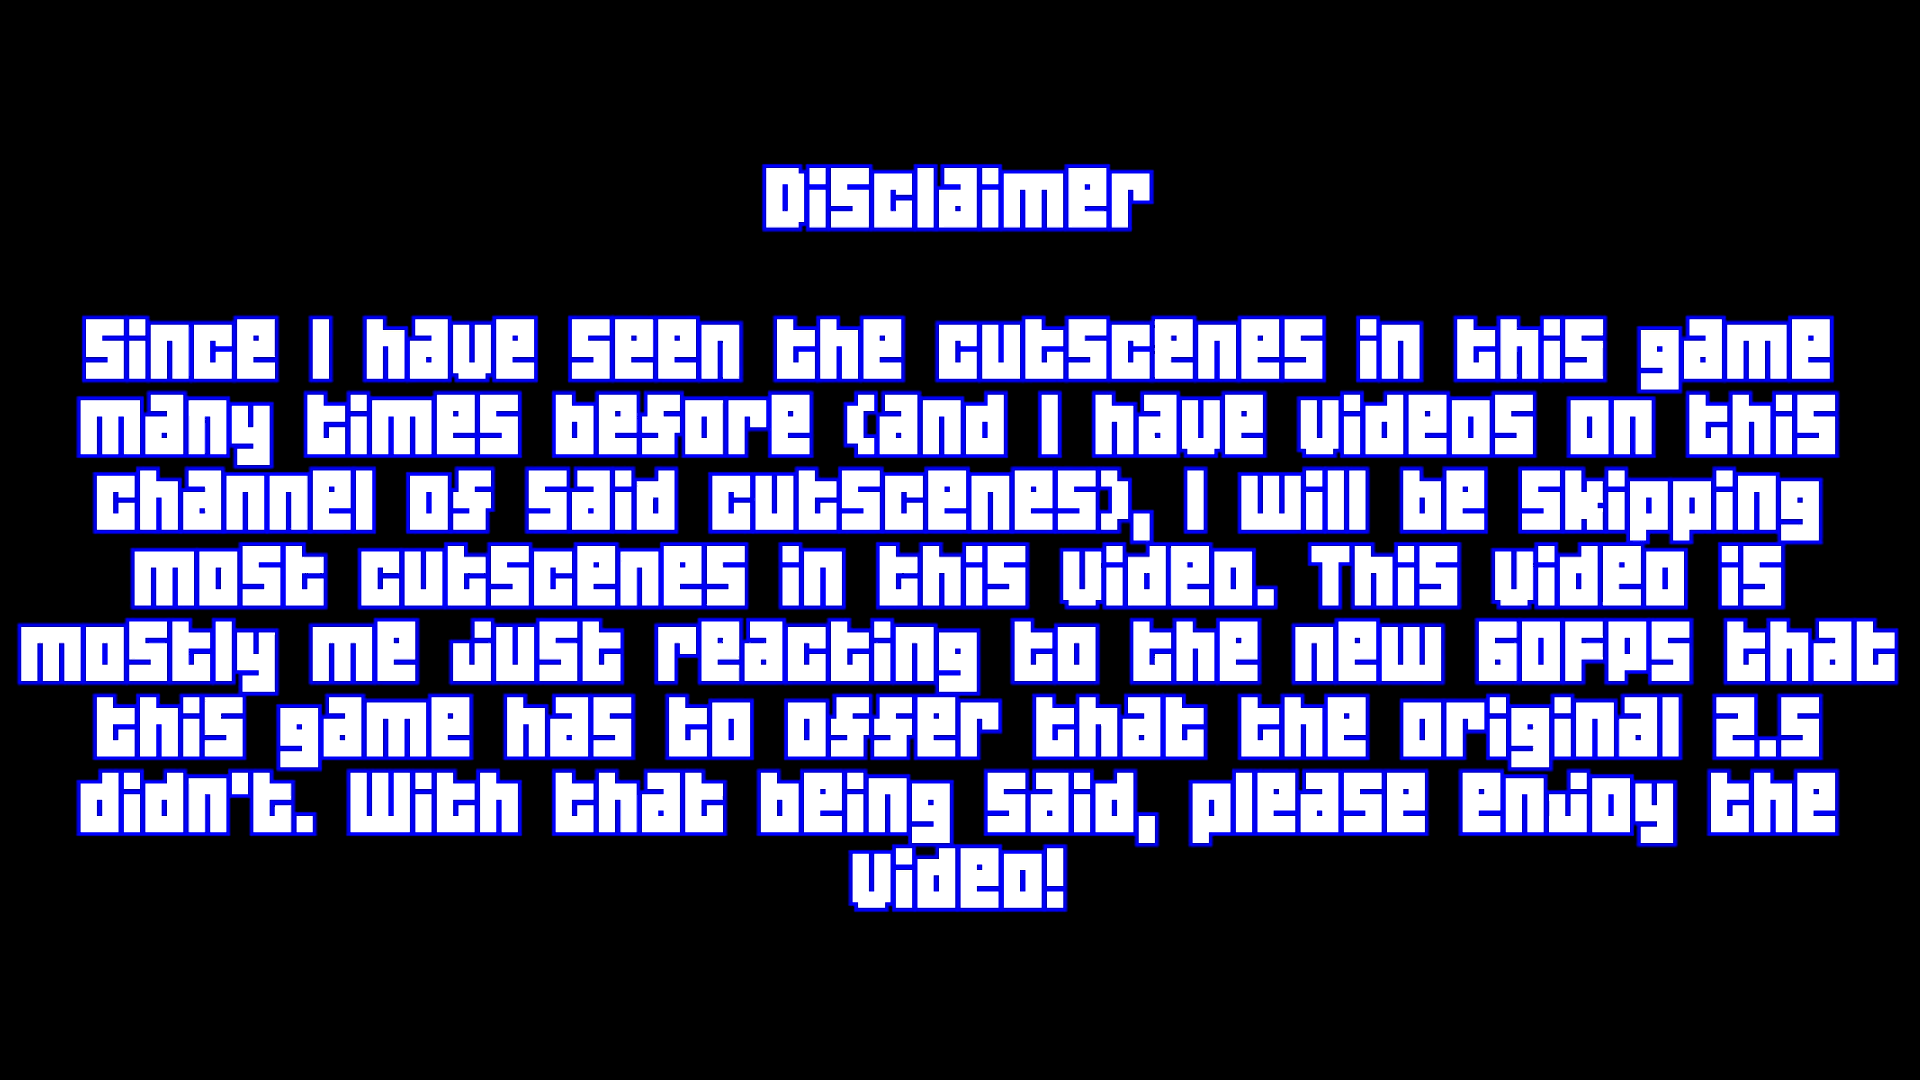 Disclaimer
Since I have seen the cutscenes in this game
many times before (and I have videos on this
channel of said cutscenes), I will be skipping
most cutscenes in this video. This video is
mostly me just reacting to the new 60FPS that
this game has to offer that the original 2.5
didn't. With that being said, please enjoy the
video!